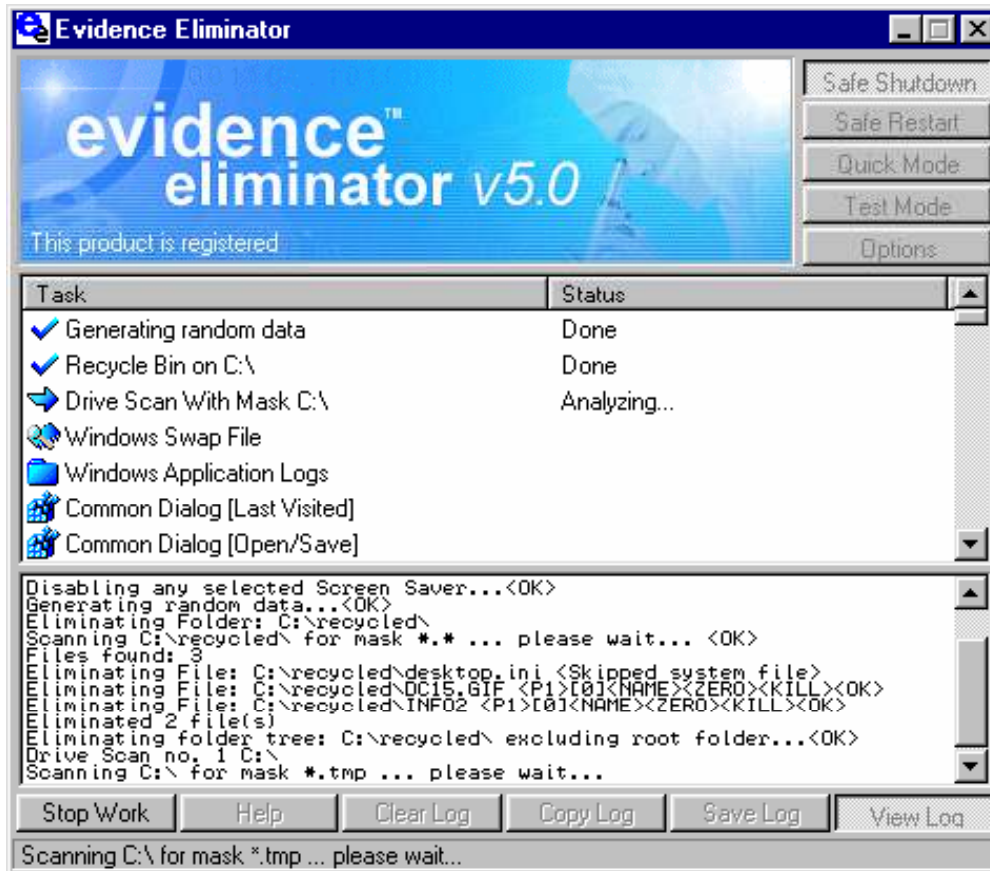 Evidence Eliminator
evidence™
eliminator v5.0
This product is registered
Safe Shutdown
Safe Restart
Quick Mode
Test Mode
Options
Task Status
Generating random data Done
Recycle Bin on C:\ Done
Drive Scan With Mask C:\ Analyzing...
Windows Swap File
Windows Application Logs
Common Dialog [Last Visited]
Common Dialog [Open/Save]
Disabling any selected Screen Saver...<OK>
Generating random data...<OK>
Eliminating Folder: C:\recycled\
Scanning C:\recycled\ for mask *.* ... please wait... <OK>
Files found: 3
Eliminating File: C:\recycled\desktop.ini <Skipped system file>
Eliminating File: C:\recycled\DC15.GIF <P1>[0]<NAME><ZERO><KILL><OK>
Eliminating File: C:\recycled\INFO2 <P1>[0]<NAME><ZERO><KILL><OK>
Eliminated 2 file(s)
Eliminating folder tree: C:\recycled\ excluding root folder...<OK>
Drive Scan no. 1 C:\
Scanning C:\ for mask *.tmp ... please wait...
Stop Work Help Clear Log Copy Log Save Log View Log
Scanning C:\ for mask *.tmp ... please wait...